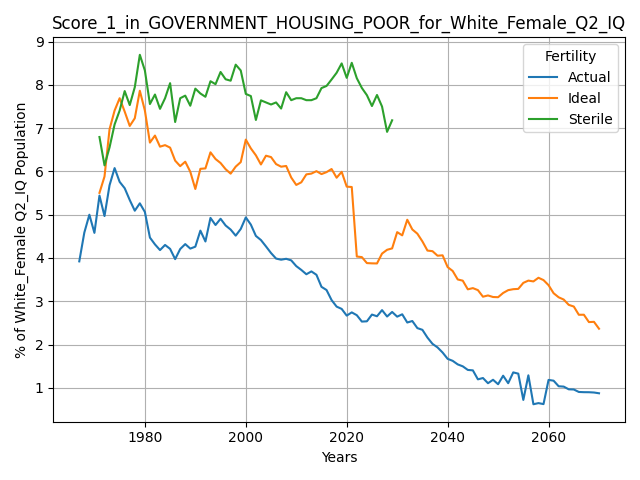 Score_1_in_GOVERNMENT_HOUSING_POOR_for_White_Female_Q2_IQ
Fertility
Actual
Ideal
Sterile
% of White_Female Q2_IQ Population
9
8
7
6
5
4
3
2
1
1980 2000 2020 2040 2060
Years